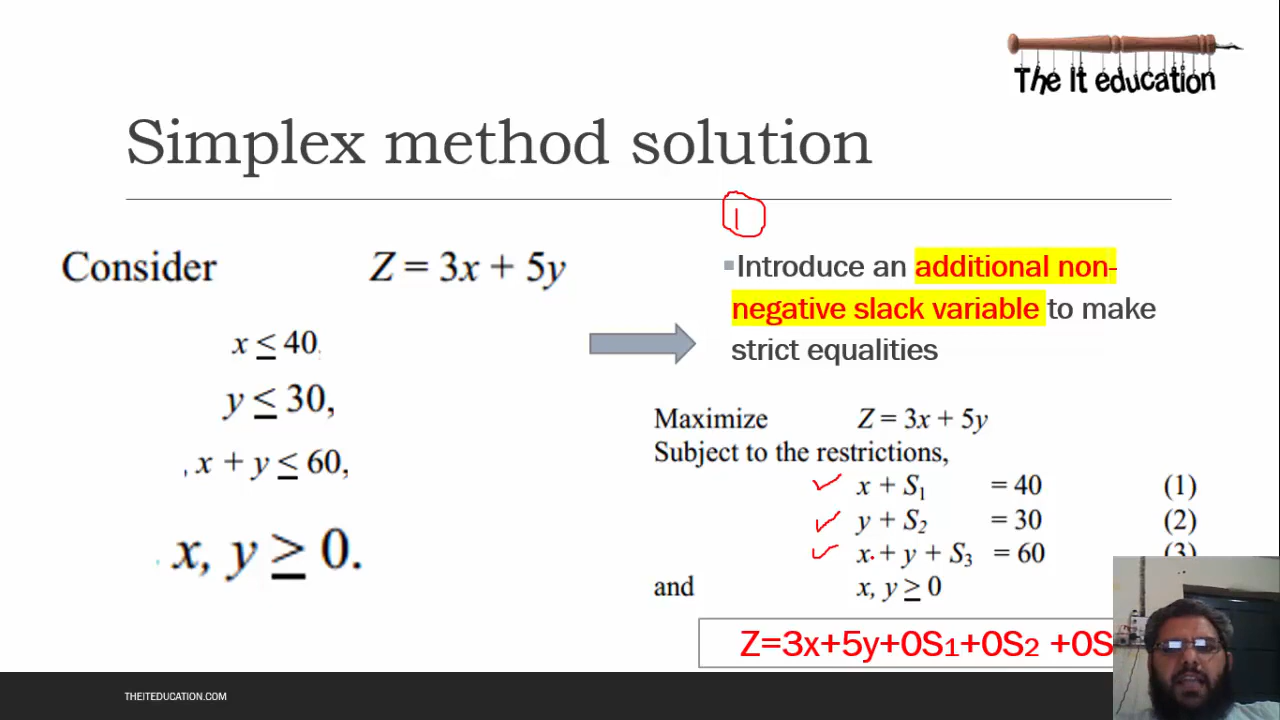 The It education
Simplex method solution
1
Consider Z = 3x + 5y
x ≤ 40
y ≤ 30,
x + y ≤ 60,
x, y ≥ 0.
▪Introduce an additional non-
negative slack variable to make
strict equalities
Maximize Z = 3x + 5y
Subject to the restrictions,
x + S₁ = 40 (1)
y + S₂ = 30 (2)
x + y + S₃ = 60 (3)
and x, y ≥ 0
Z=3x+5y+0S1+0S2 +0S
THEITEDUCATION.COM